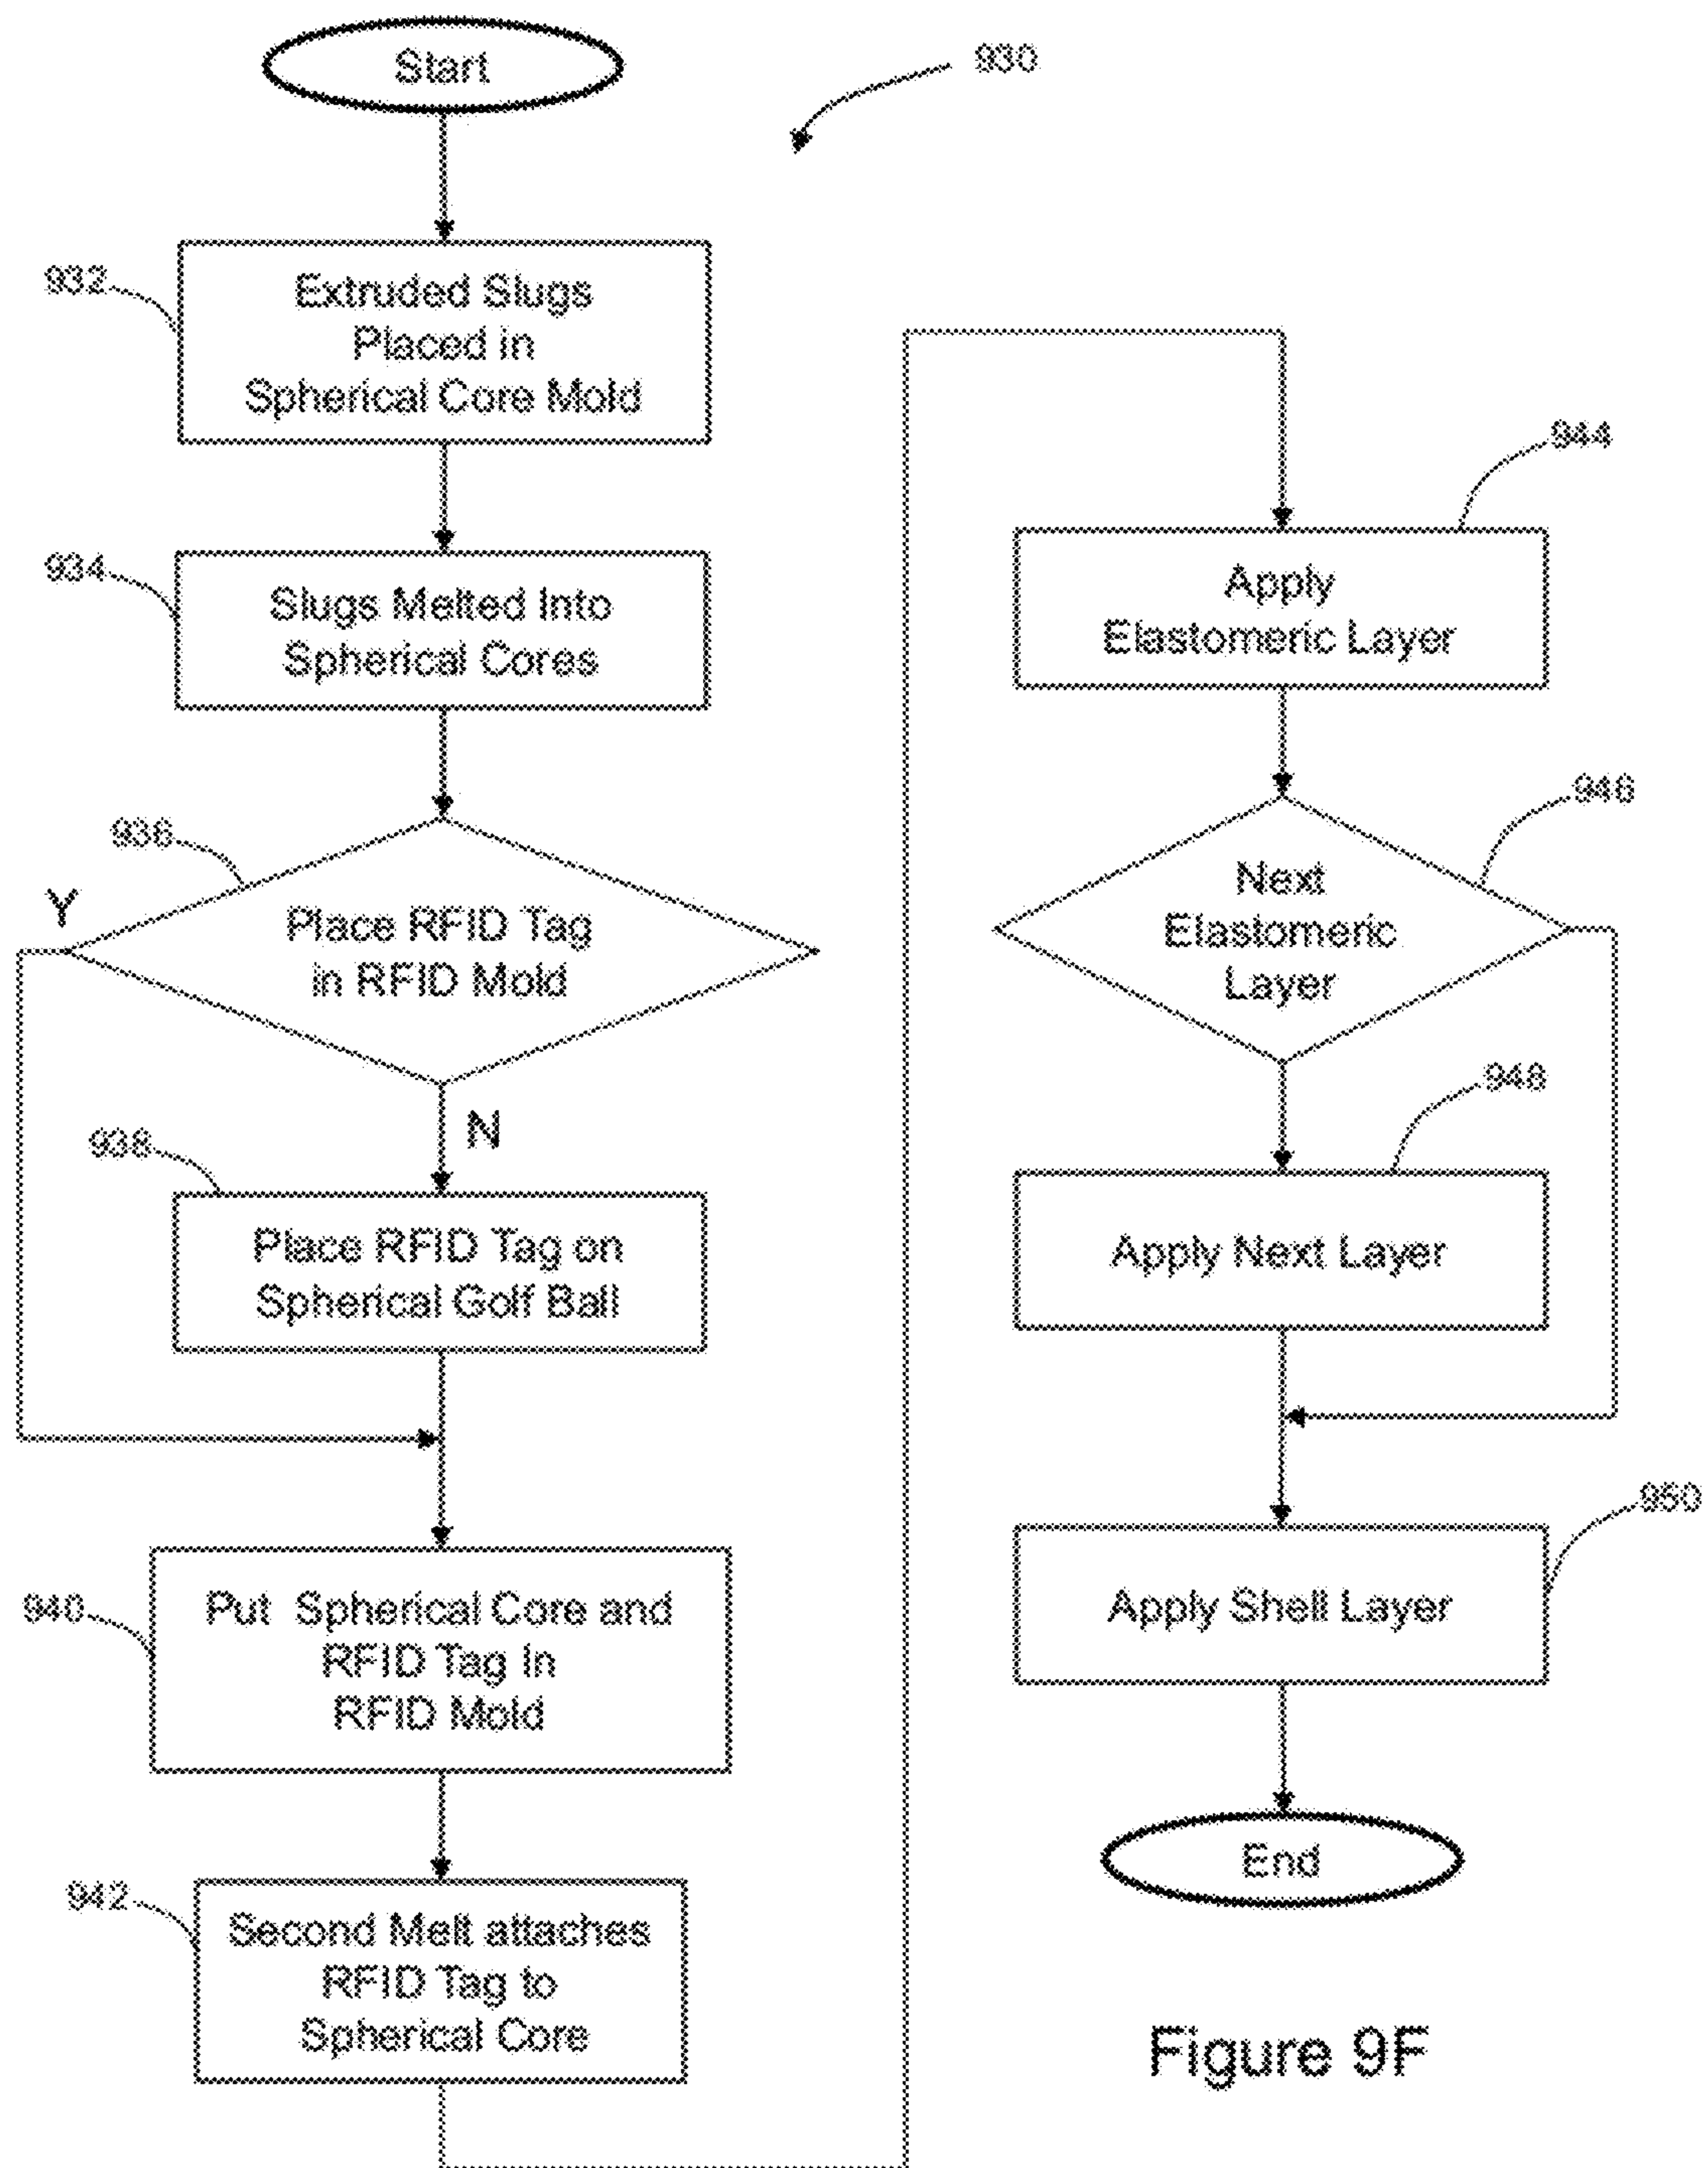 Start
930
932
Extruded Slugs
Placed in
Spherical Core Mold
934
Slugs Melted Into
Spherical Cores
936
Y
Place RFID Tag
in RFID Mold
N
938
Place RFID Tag on
Spherical Golf Ball
940
Put Spherical Core and
RFID Tag In
RFID Mold
942
Second Melt attaches
RFID Tag to
Spherical Core
944
Apply
Elastomeric Layer
946
Next
Elastomeric
Layer
948
Apply Next Layer
950
Apply Shell Layer
End
Figure 9F